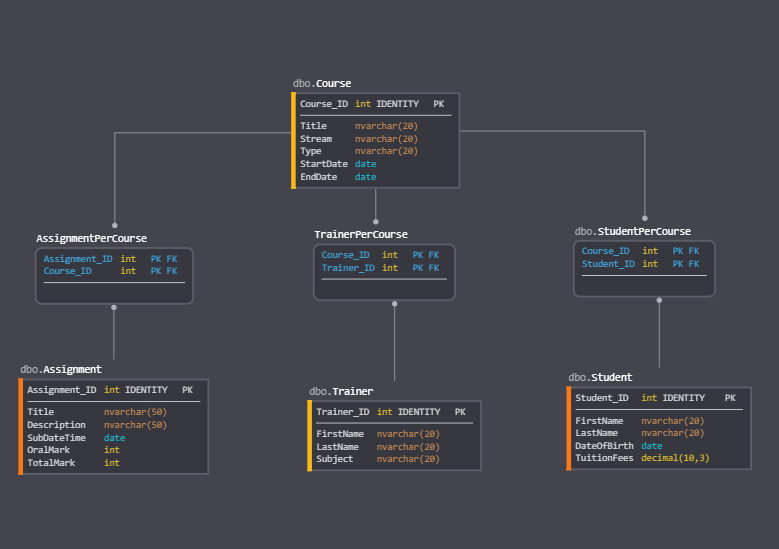 dbo.Course
Course_ID int IDENTITY PK
Title nvarchar(20)
Stream nvarchar(20)
Type nvarchar(20)
StartDate date
EndDate date
AssignmentPerCourse
Assignment_ID int PK FK
Course_ID int PK FK
TrainerPerCourse
Course_ID int PK FK
Trainer_ID int PK FK
dbo.StudentPerCourse
Course_ID int PK FK
Student_ID int PK FK
dbo.Assignment
Assignment_ID int IDENTITY PK
Title nvarchar(50)
Description nvarchar(50)
SubDateTime date
OralMark int
TotalMark int
dbo.Trainer
Trainer_ID int IDENTITY PK
FirstName nvarchar(20)
LastName nvarchar(20)
Subject nvarchar(20)
dbo.Student
Student_ID int IDENTITY PK
FirstName nvarchar(20)
LastName nvarchar(20)
DateOfBirth date
TuitionFees decimal(10,3)